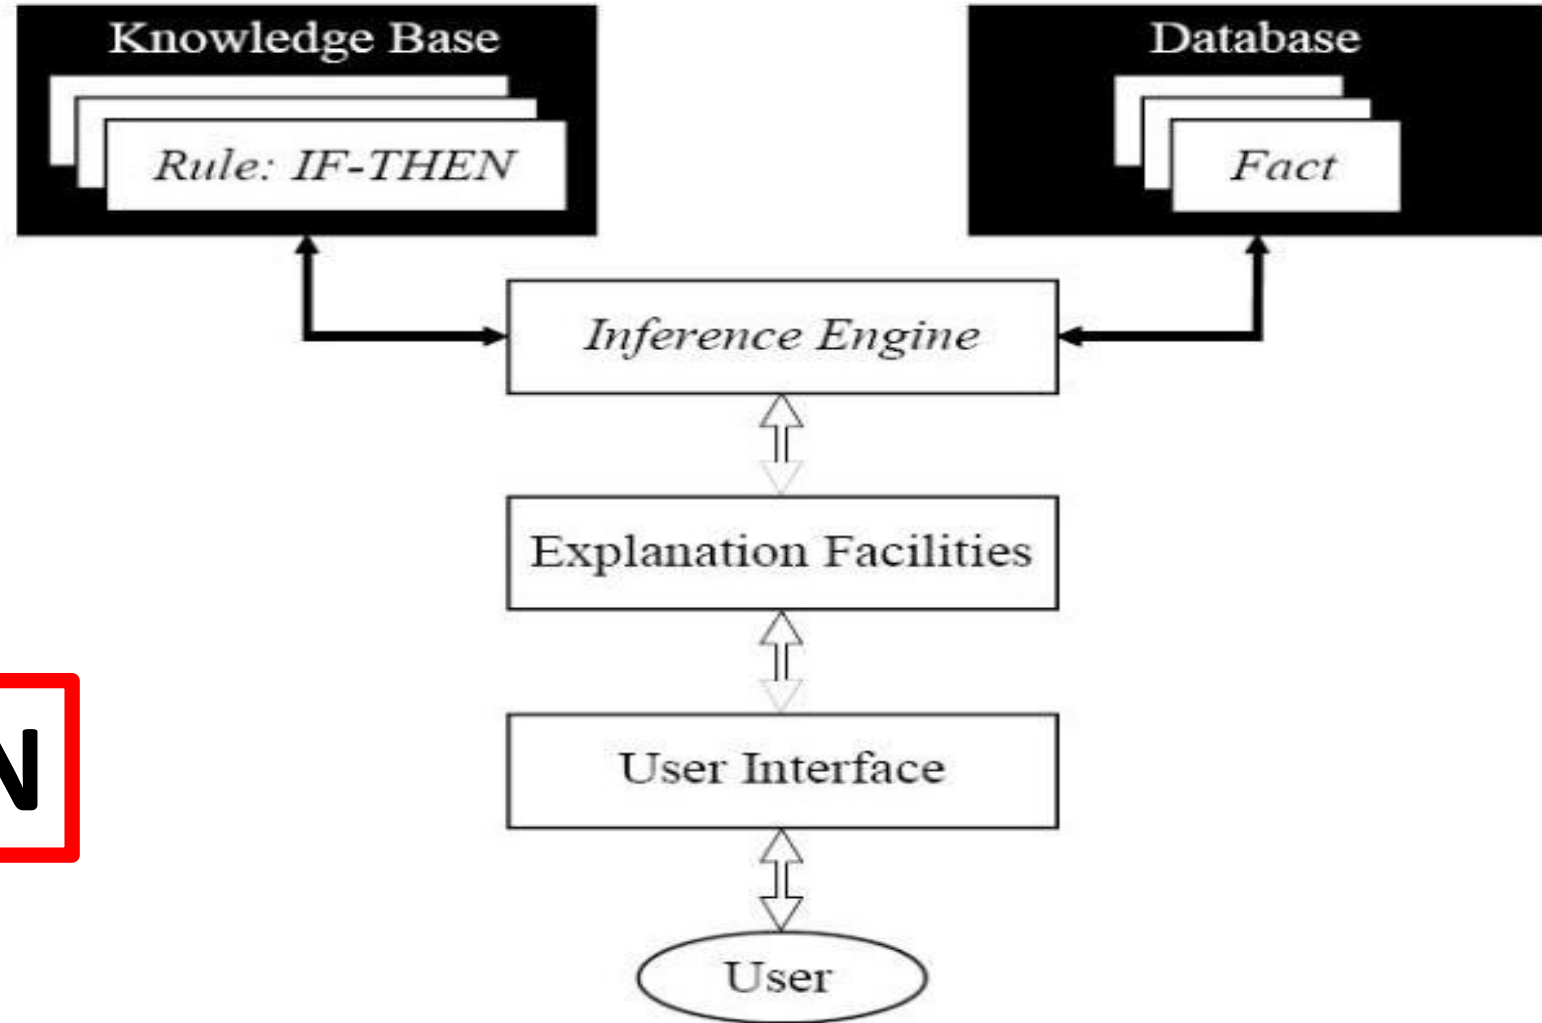 Knowledge Base
Database
Rule: IF-THEN
Fact
Inference Engine
Explanation Facilities
N
User Interface
User